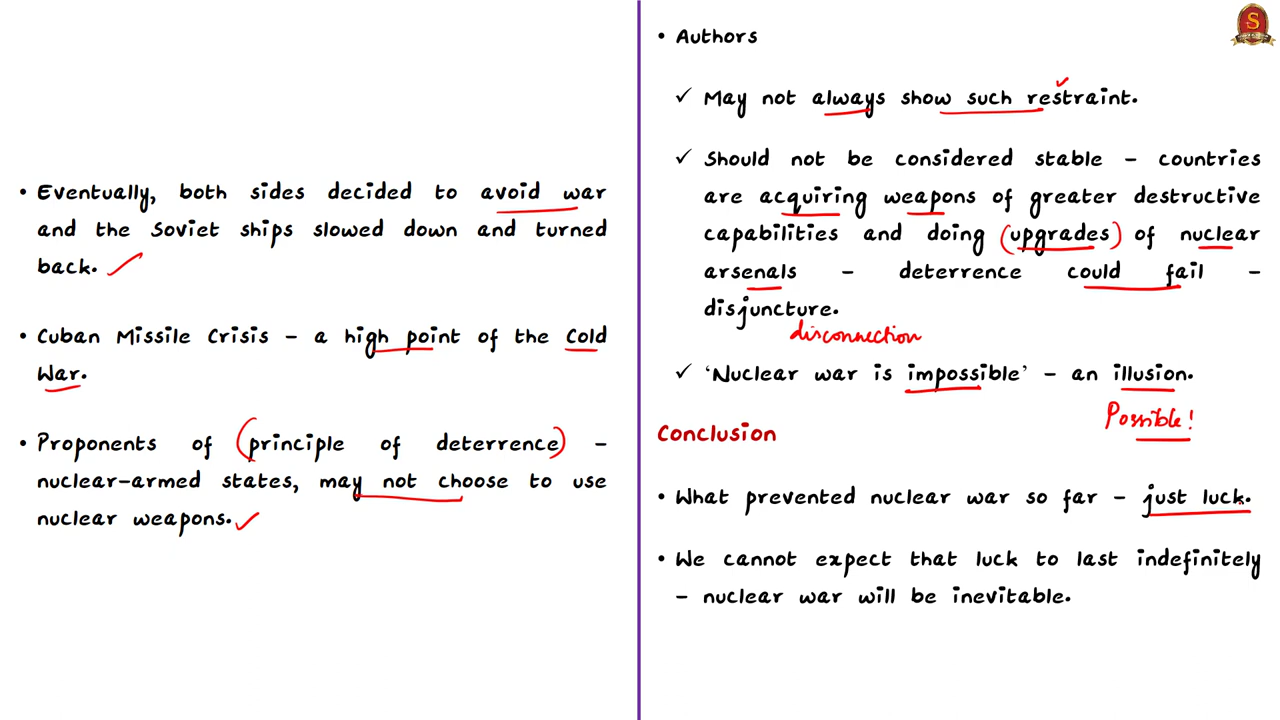 • Eventually, both sides decided to avoid war
and the Soviet ships slowed down and turned
back.
• Cuban Missile Crisis – a high point of the Cold
War.
• Proponents of (principle of deterrence) –
nuclear-armed states, may not choose to use
nuclear weapons.
• Authors
✓ May not always show such restraint.
✓ Should not be considered stable – countries
are acquiring weapons of greater destructive
capabilities and doing (upgrades) of nuclear
arsenals – deterrence could fail –
disjuncture.
disconnection
✓ ‘Nuclear war is impossible’ – an illusion.
Possible!
Conclusion
• What prevented nuclear war so far – just luck.
• We cannot expect that luck to last indefinitely
– nuclear war will be inevitable.
S